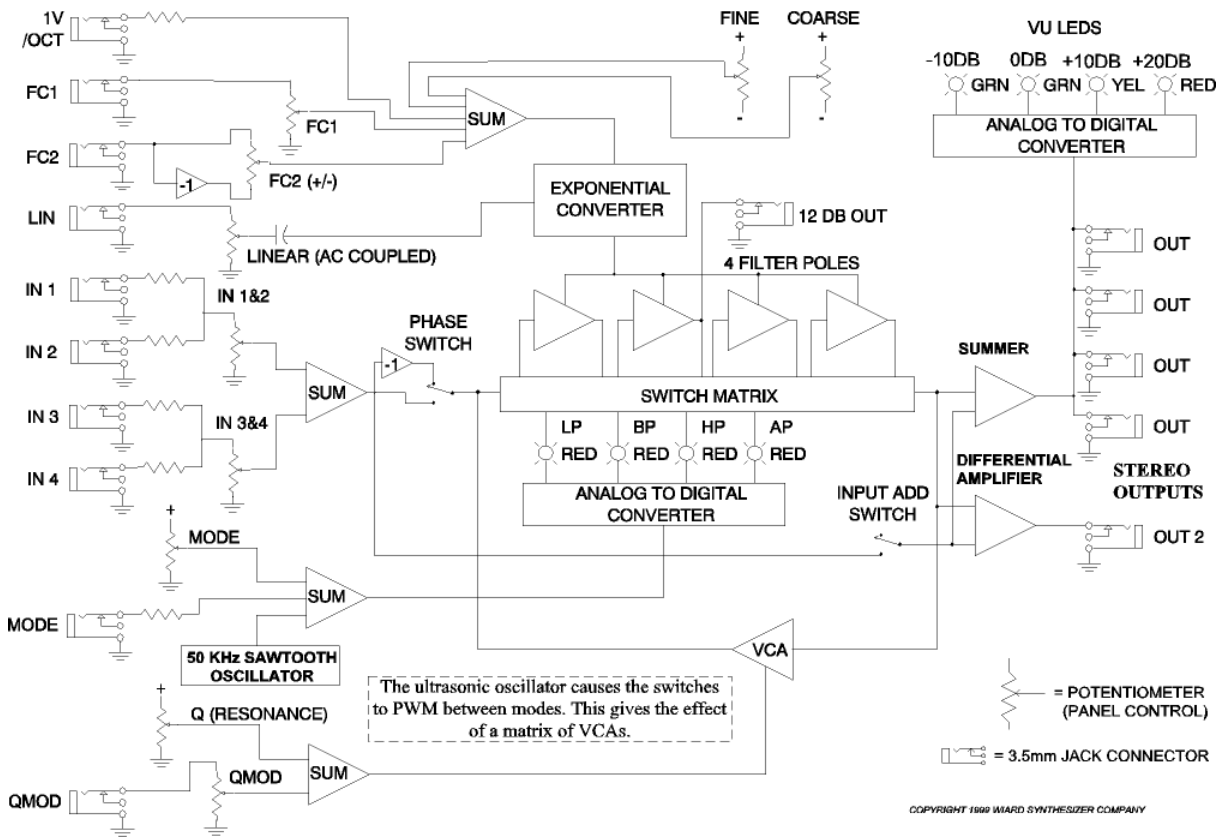 1V
/OCT
FC1
FC2
LIN
IN 1
IN 2
IN 3
IN 4
MODE
QMOD
FC1
-1
FC2 (+/-)
LINEAR (AC COUPLED)
IN 1&2
IN 3&4
SUM
PHASE
SWITCH
-1
SUM
FINE
COARSE
+
+
-
-
EXPONENTIAL
CONVERTER
12 DB OUT
4 FILTER POLES
SWITCH MATRIX
LP
BP
HP
AP
RED
RED
RED
RED
ANALOG TO DIGITAL
CONVERTER
VU LEDS
-10DB
0DB
+10DB
+20DB
GRN
GRN
YEL
RED
ANALOG TO DIGITAL
CONVERTER
OUT
OUT
OUT
OUT
SUMMER
DIFFERENTIAL
AMPLIFIER
STEREO
OUTPUTS
OUT 2
INPUT ADD
SWITCH
+
MODE
SUM
50 KHz SAWTOOTH
OSCILLATOR
+
Q (RESONANCE)
QMOD
SUM
VCA
The ultrasonic oscillator causes the switches
to PWM between modes. This gives the effect
of a matrix of VCAs.
= POTENTIOMETER
(PANEL CONTROL)
= 3.5mm JACK CONNECTOR
COPYRIGHT 1999 WIARD SYNTHESIZER COMPANY